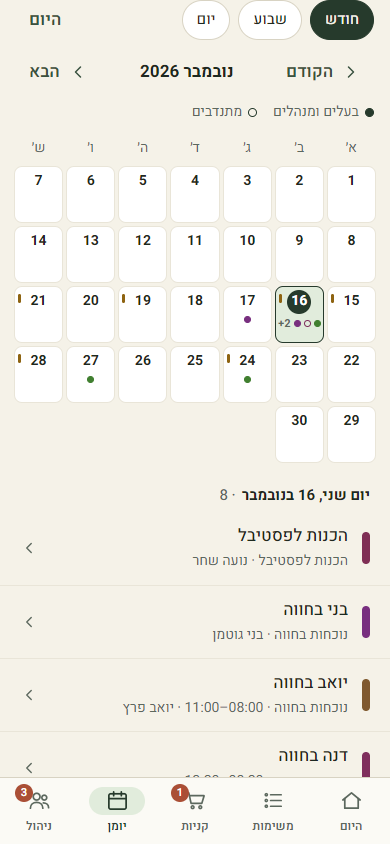 חודש שבוע יום היום
הקודם נובמבר 2026 הבא
בעלים ומנהלים מתנדבים
א׳ ב׳ ג׳ ד׳ ה׳ ו׳ ש׳
1 2 3 4 5 6 7
8 9 10 11 12 13 14
15 16 17 18 19 20 21
+2
22 23 24 25 26 27 28
29 30
יום שני, 16 בנובמבר · 8
הכנות לפסטיבל
הכנות לפסטיבל · נועה שחר
בני בחווה
נוכחות בחווה · בני גוטמן
יואב בחווה
נוכחות בחווה · 08:00–11:00 · יואב פרץ
דנה בחווה
1 3
היום משימות קניות יומן ניהול